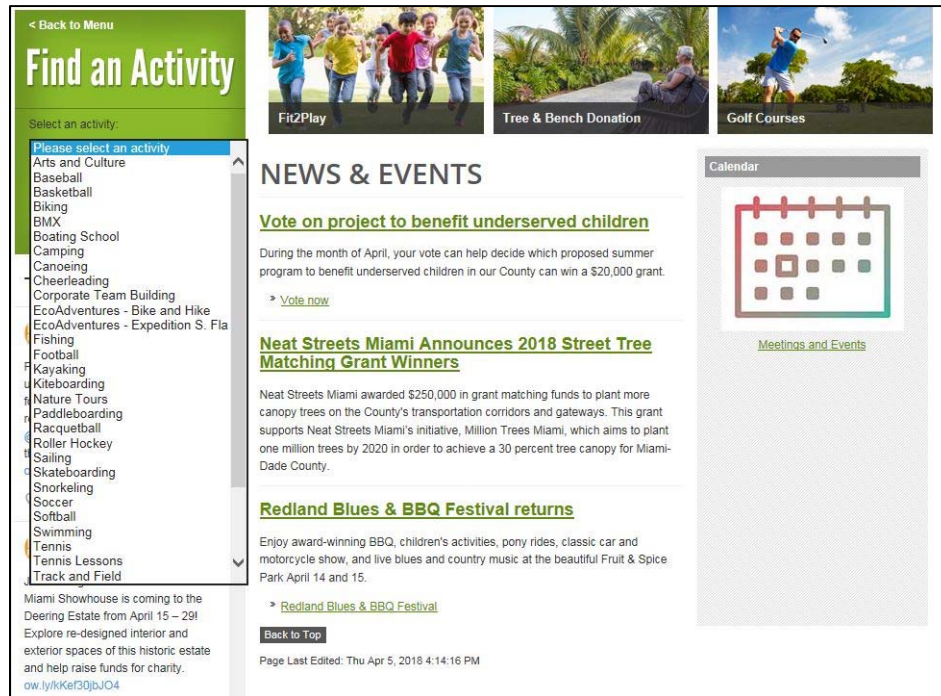 < Back to Menu
Find an Activity
Select an activity:
Please select an activity
Arts and Culture
Baseball
Basketball
Biking
BMX
Boating School
Camping
Canoeing
Cheerleading
Corporate Team Building
EcoAdventures - Bike and Hike
EcoAdventures - Expedition S. Fla
Fishing
Football
Kayaking
Kiteboarding
Nature Tours
Paddleboarding
Racquetball
Roller Hockey
Sailing
Skateboarding
Snorkeling
Soccer
Softball
Swimming
Tennis
Tennis Lessons
Track and Field
Miami Showhouse is coming to the
Deering Estate from April 15 – 29!
Explore re-designed interior and
exterior spaces of this historic estate
and help raise funds for charity.
ow.ly/kKef30jbJO4
Fit2Play
Tree & Bench Donation
Golf Courses
NEWS & EVENTS
Vote on project to benefit underserved children
During the month of April, your vote can help decide which proposed summer
program to benefit underserved children in our County can win a $20,000 grant.
Vote now
Neat Streets Miami Announces 2018 Street Tree
Matching Grant Winners
Neat Streets Miami awarded $250,000 in grant matching funds to plant more
canopy trees on the County's transportation corridors and gateways. This grant
supports Neat Streets Miami's initiative, Million Trees Miami, which aims to plant
one million trees by 2020 in order to achieve a 30 percent tree canopy for Miami-
Dade County.
Redland Blues & BBQ Festival returns
Enjoy award-winning BBQ, children's activities, pony rides, classic car and
motorcycle show, and live blues and country music at the beautiful Fruit & Spice
Park April 14 and 15.
Redland Blues & BBQ Festival
Back to Top
Page Last Edited: Thu Apr 5, 2018 4:14:16 PM
Calendar
Meetings and Events